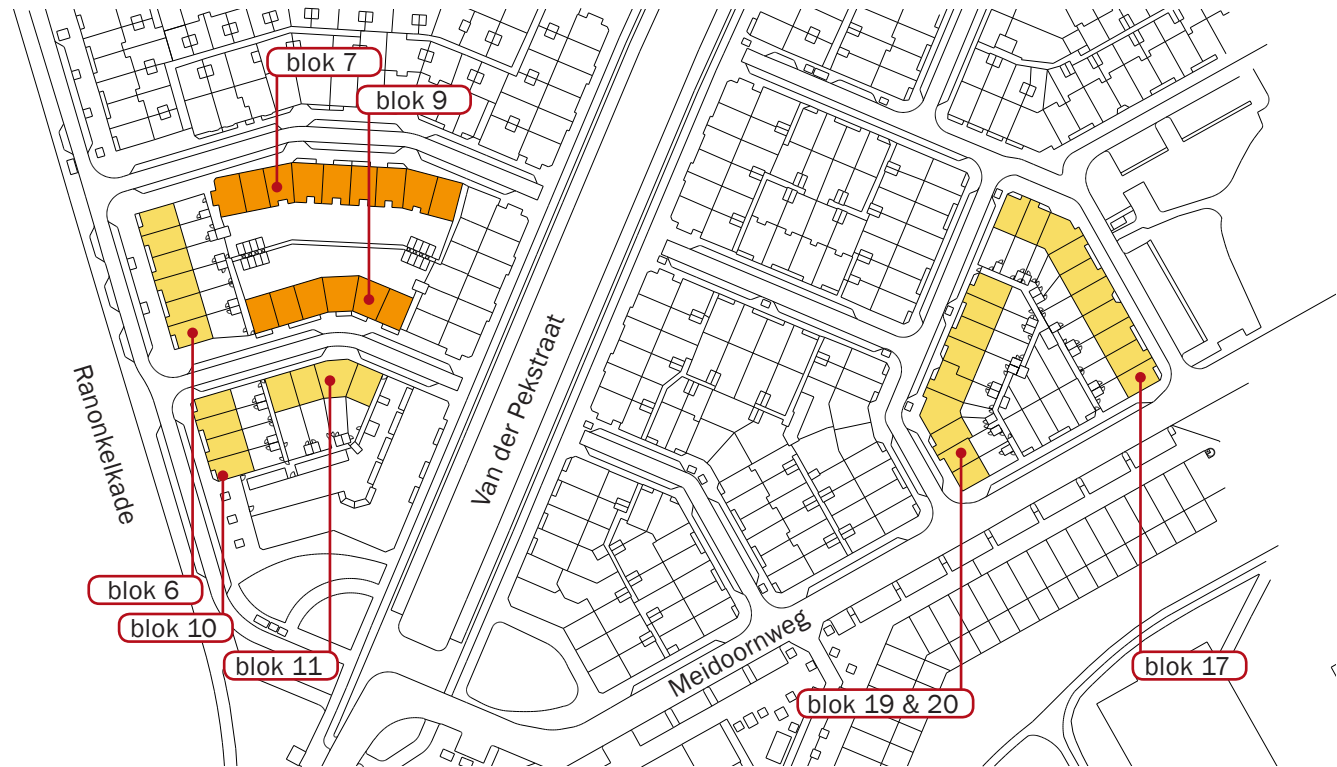 blok 7
blok 9
Ranonkelkade
Van der Pekstraat
blok 6
blok 10
blok 11
Meidoornweg
blok 19 & 20
blok 17